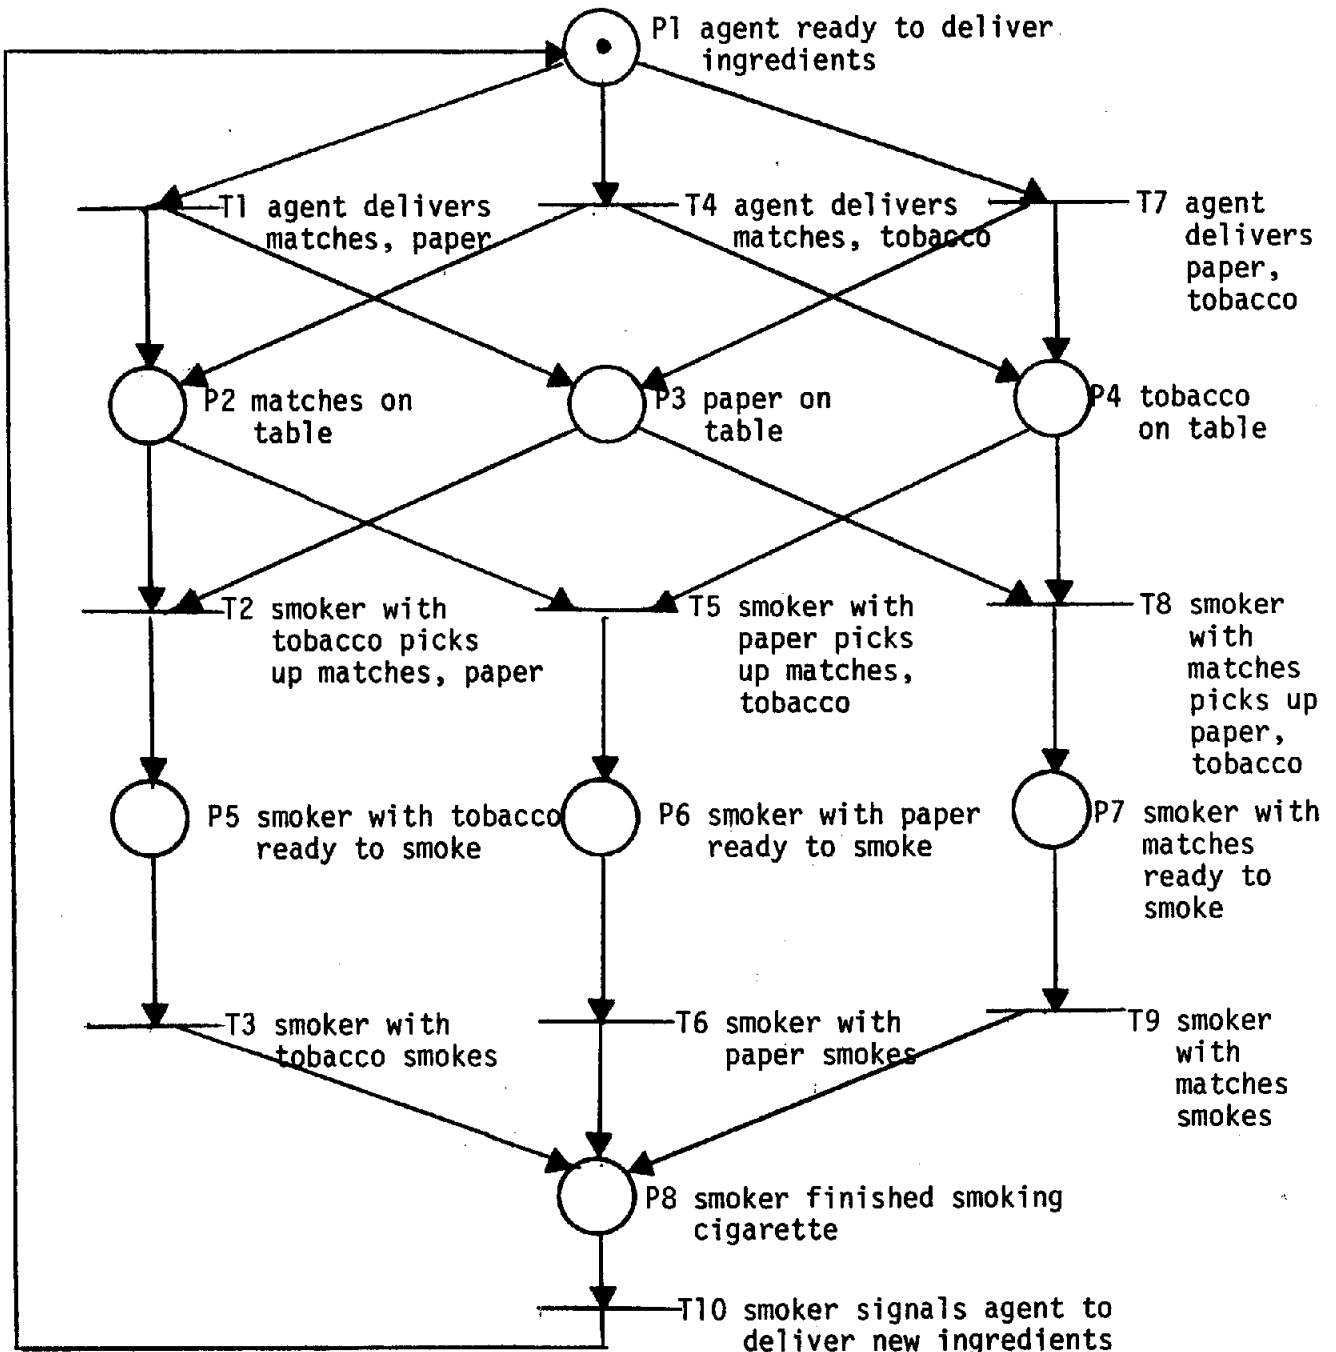 P1 agent ready to deliver
ingredients
T1 agent delivers
matches, paper
T4 agent delivers
matches, tobacco
T7 agent
delivers
paper,
tobacco
P2 matches on
table
P3 paper on
table
P4 tobacco
on table
T2 smoker with
tobacco picks
up matches, paper
T5 smoker with
paper picks
up matches,
tobacco
T8 smoker
with
matches
picks up
paper,
tobacco
P5 smoker with tobacco
ready to smoke
P6 smoker with paper
ready to smoke
P7 smoker with
matches
ready to
smoke
T3 smoker with
tobacco smokes
T6 smoker with
paper smokes
T9 smoker
with
matches
smokes
P8 smoker finished smoking
cigarette
T10 smoker signals agent to
deliver new ingredients